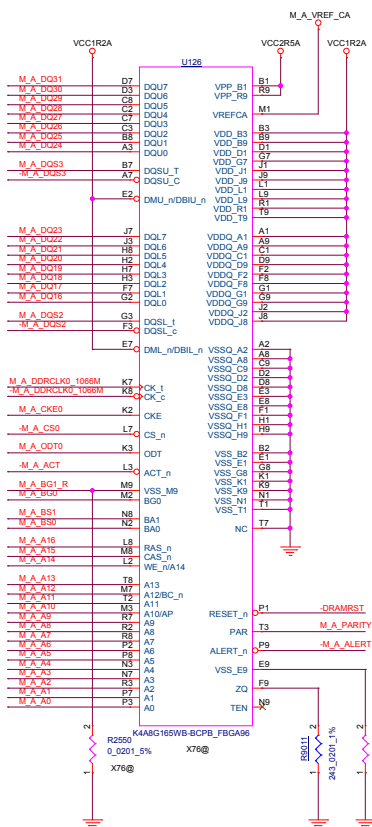 M_A_VREF_CA
VCC1R2A VCC2R5A VCC1R2A
U126
M_A_DQ31 D7 DQU7 VPP_B1 B1
M_A_DQ30 D3 DQU6 VPP_R9 R9
M_A_DQ29 C8 DQU5
M_A_DQ28 C2 DQU4 VREFCA M1
M_A_DQ27 C7 DQU3
M_A_DQ26 C3 DQU2 VDD_B3 B3
M_A_DQ25 B8 DQU1 VDD_B9 B9
M_A_DQ24 A3 DQU0 VDD_D1 D1
VDD_G7 G7
M_A_DQS3 B7 DQSU_T VDD_J1 J1
-M_A_DQS3 A7 DQSU_C VDD_J9 J9
VDD_L1 L1
E2 DMU_n/DBIU_n VDD_L9 L9
VDD_R1 R1
VDD_T9 T9
M_A_DQ23 J7 DQL7 VDDQ_A1 A1
M_A_DQ22 J3 DQL6 VDDQ_A9 A9
M_A_DQ21 H8 DQL5 VDDQ_C1 C1
M_A_DQ20 H2 DQL4 VDDQ_D9 D9
M_A_DQ19 H7 DQL3 VDDQ_F2 F2
M_A_DQ18 H3 DQL2 VDDQ_F8 F8
M_A_DQ17 F7 DQL1 VDDQ_G1 G1
M_A_DQ16 G2 DQL0 VDDQ_G9 G9
VDDQ_J2 J2
M_A_DQS2 G3 DQSL_t VDDQ_J8 J8
-M_A_DQS2 F3 DQSL_c
E7 DML_n/DBIL_n VSSQ_A2 A2
VSSQ_A8 A8
VSSQ_C9 C9
VSSQ_D2 D2
M_A_DDRCLK0_1066M K7 CK_t VSSQ_D8 D8
-M_A_DDRCLK0_1066M K8 CK_c VSSQ_E3 E3
VSSQ_E8 E8
M_A_CKE0 K2 CKE VSSQ_F1 F1
VSSQ_H1 H1
-M_A_CS0 L7 CS_n VSSQ_H9 H9
M_A_ODT0 K3 ODT VSS_B2 B2
VSS_E1 E1
-M_A_ACT L3 ACT_n VSS_G8 G8
VSS_K1 K1
M_A_BG1_R M9 VSS_M9 VSS_K9 K9
M_A_BG0 M2 BG0 VSS_N1 N1
VSS_T1 T1
M_A_BS1 N8 BA1
M_A_BS0 N2 BA0 NC T7
M_A_A16 L8 RAS_n
M_A_A15 M8 CAS_n
M_A_A14 L2 WE_n/A14
M_A_A13 T8 A13
M_A_A12 M7 A12/BC_n
M_A_A11 T2 A11
M_A_A10 M3 A10/AP RESET_n P1 -DRAMRST
M_A_A9 R7 A9
M_A_A8 R2 A8 PAR T3 M_A_PARITY
M_A_A7 R8 A7
M_A_A6 P2 A6 ALERT_n P9 -M_A_ALERT
M_A_A5 P8 A5
M_A_A4 N3 A4 VSS_E9 E9
M_A_A3 N7 A3
M_A_A2 R3 A2 ZQ F9
M_A_A1 P7 A1
M_A_A0 P3 A0 TEN N9
K4A8G165WB-BCPB_FBGA96
X76@
2 R2550 1
0_0201_5%
X76@
2 R9011 1
243_0201_1%
2 1